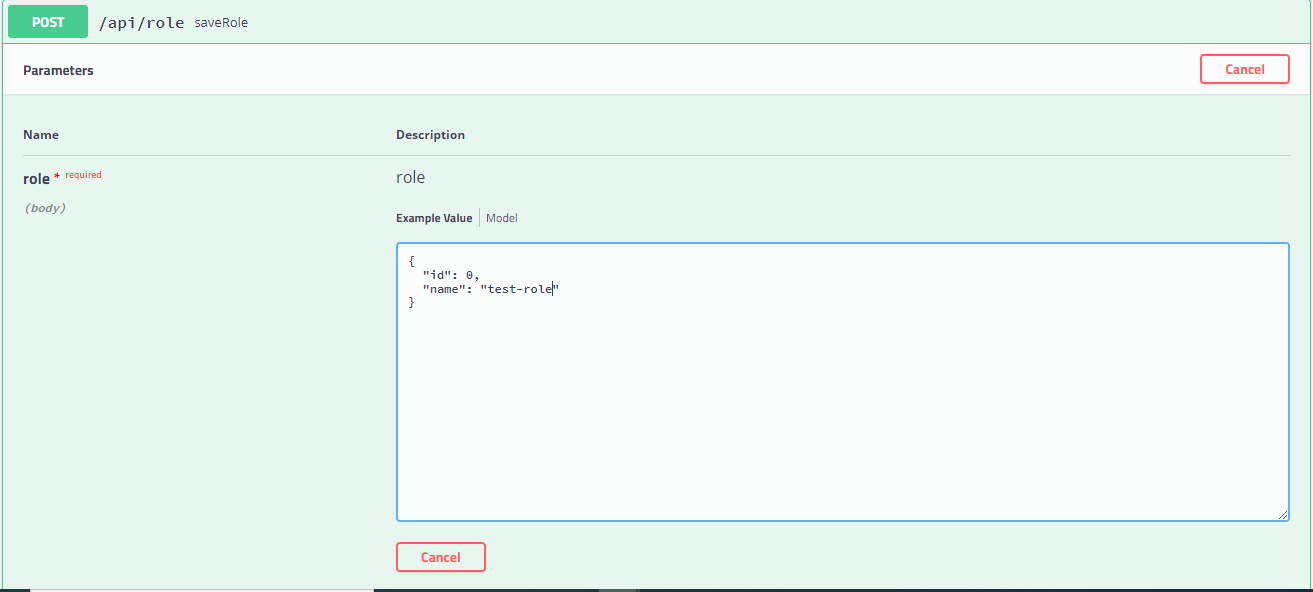 POST /api/role saveRole
Parameters Cancel
Name Description
role * required role
(body)
Example Value Model
{
"id": 0,
"name": "test-role"
}
Cancel